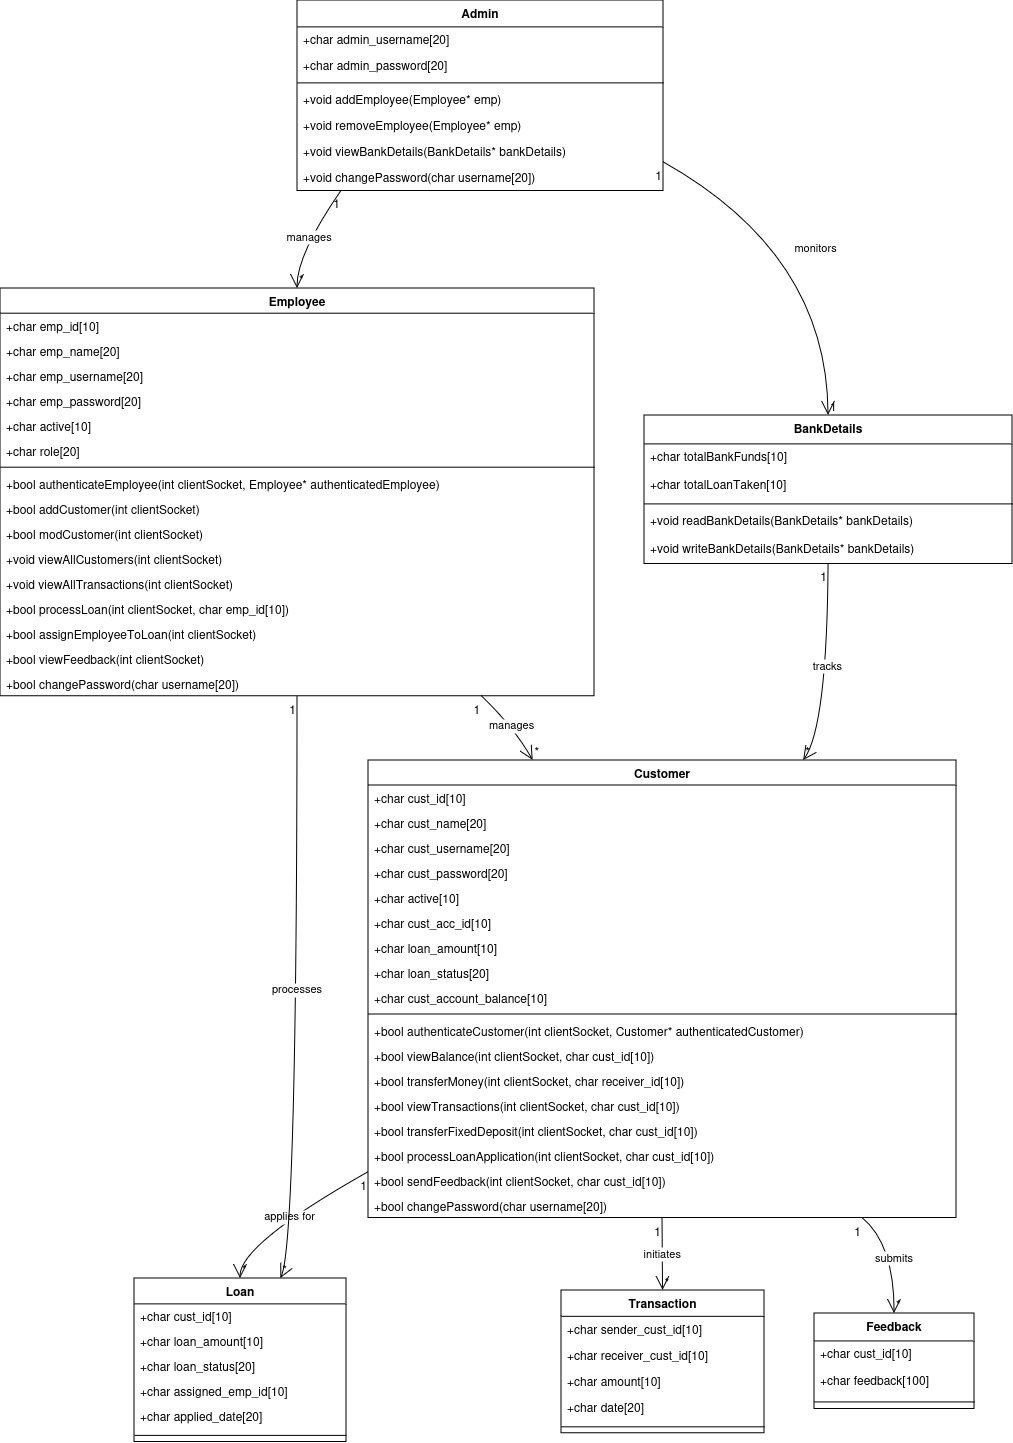 Admin
+char admin_username[20]
+char admin_password[20]
+void addEmployee(Employee* emp)
+void removeEmployee(Employee* emp)
+void viewBankDetails(BankDetails* bankDetails)
+void changePassword(char username[20])
1
1
manages
monitors
*
1
Employee
+char emp_id[10]
+char emp_name[20]
+char emp_username[20]
+char emp_password[20]
+char active[10]
+char role[20]
+bool authenticateEmployee(int clientSocket, Employee* authenticatedEmployee)
+bool addCustomer(int clientSocket)
+bool modCustomer(int clientSocket)
+void viewAllCustomers(int clientSocket)
+void viewAllTransactions(int clientSocket)
+bool processLoan(int clientSocket, char emp_id[10])
+bool assignEmployeeToLoan(int clientSocket)
+bool viewFeedback(int clientSocket)
+bool changePassword(char username[20])
BankDetails
+char totalBankFunds[10]
+char totalLoanTaken[10]
+void readBankDetails(BankDetails* bankDetails)
+void writeBankDetails(BankDetails* bankDetails)
1
tracks
*
1
1
manages
*
processes
Customer
+char cust_id[10]
+char cust_name[20]
+char cust_username[20]
+char cust_password[20]
+char active[10]
+char cust_acc_id[10]
+char loan_amount[10]
+char loan_status[20]
+char cust_account_balance[10]
+bool authenticateCustomer(int clientSocket, Customer* authenticatedCustomer)
+bool viewBalance(int clientSocket, char cust_id[10])
+bool transferMoney(int clientSocket, char receiver_id[10])
+bool viewTransactions(int clientSocket, char cust_id[10])
+bool transferFixedDeposit(int clientSocket, char cust_id[10])
+bool processLoanApplication(int clientSocket, char cust_id[10])
+bool sendFeedback(int clientSocket, char cust_id[10])
+bool changePassword(char username[20])
1
applies for
*
*
1
initiates
*
1
submits
*
Loan
+char cust_id[10]
+char loan_amount[10]
+char loan_status[20]
+char assigned_emp_id[10]
+char applied_date[20]
Transaction
+char sender_cust_id[10]
+char receiver_cust_id[10]
+char amount[10]
+char date[20]
Feedback
+char cust_id[10]
+char feedback[100]